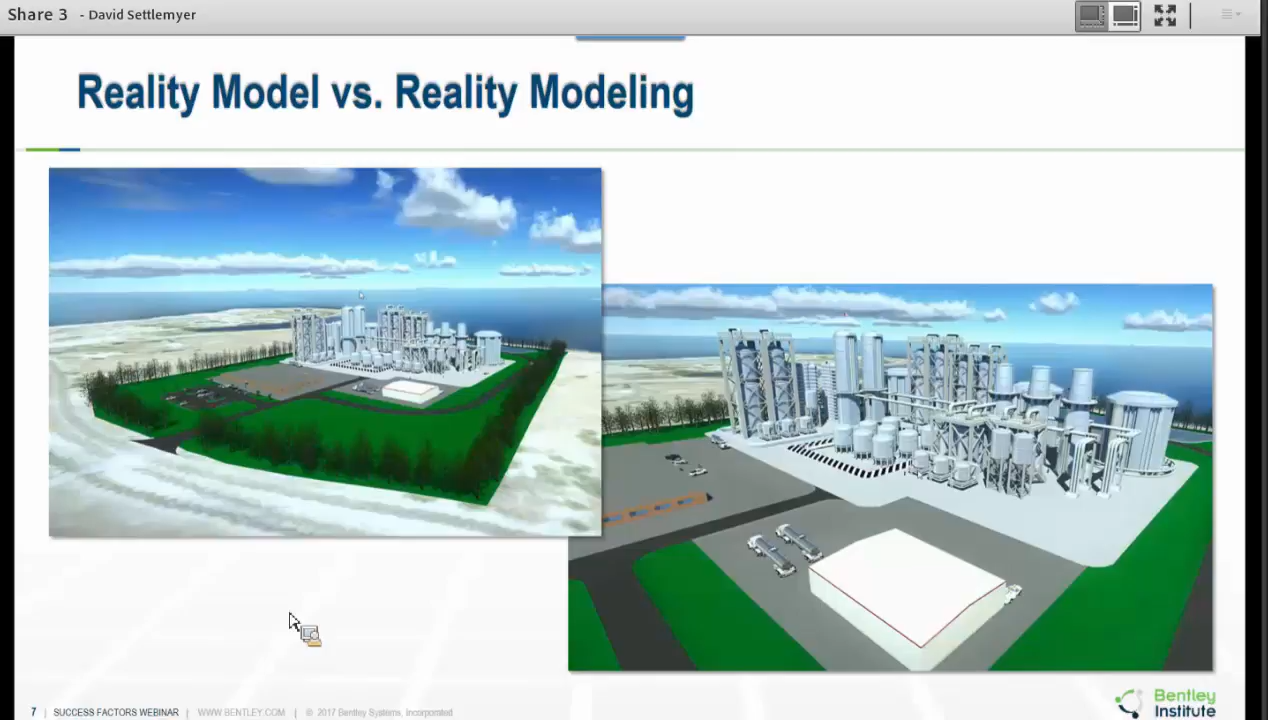 Share 3 - David Settlemyer
Reality Model vs. Reality Modeling
7 | SUCCESS FACTORS WEBINAR | WWW.BENTLEY.COM | © 2017 Bentley Systems, Incorporated
Bentley
Institute